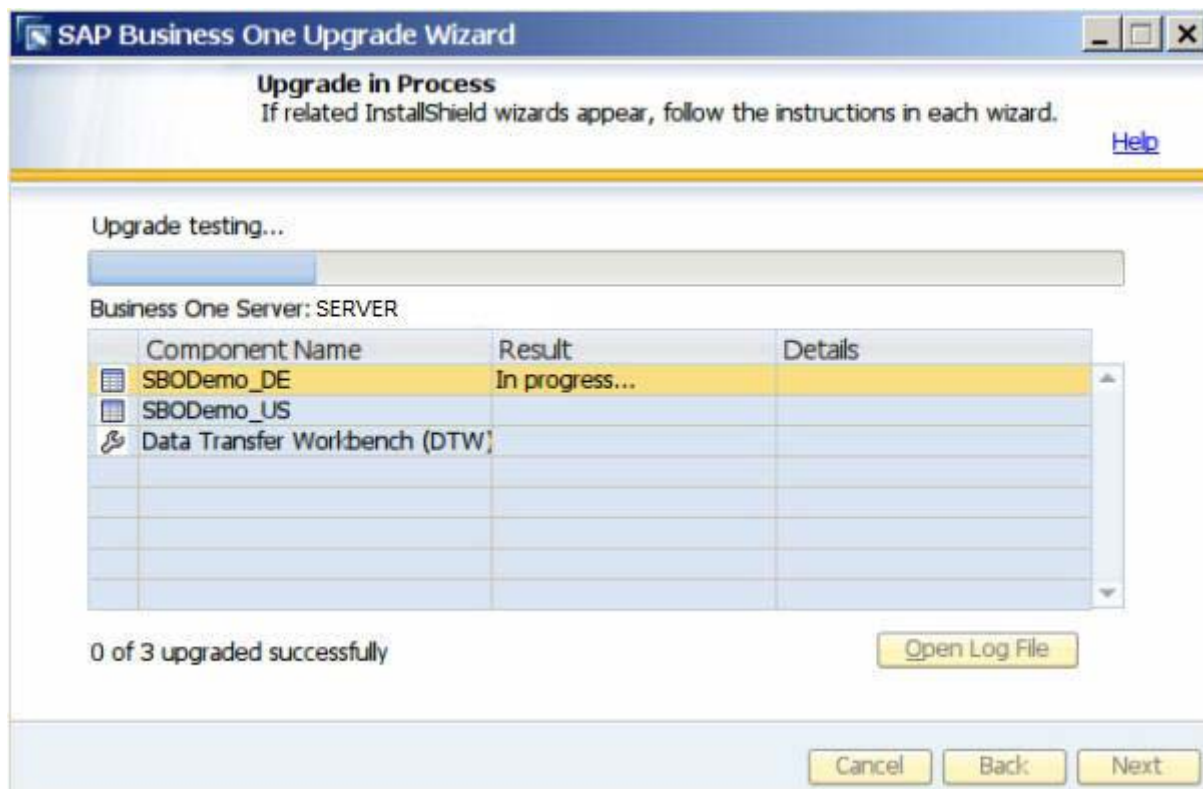 SAP Business One Upgrade Wizard
Upgrade in Process
If related InstallShield wizards appear, follow the instructions in each wizard.
Help
Upgrade testing...
Business One Server: SERVER
Component Name Result Details
SBODemo_DE In progress...
SBODemo_US
Data Transfer Workbench (DTW)
0 of 3 upgraded successfully
Open Log File
Cancel Back Next